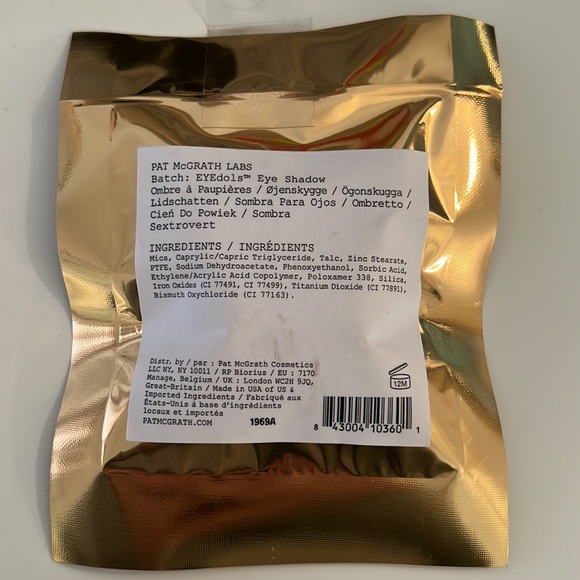 PAT McGRATH LABS
Batch: EYEdols™ Eye Shadow
Ombre à Paupières / Øjenskygge / Ögonskugga /
Lidschatten / Sombra Para Ojos / Ombretto /
Cień Do Powiek / Sombra
Sextrovert
INGREDIENTS / INGRÉDIENTS
Mica, Caprylic/Capric Triglyceride, Talc, Zinc Stearate,
PTFE, Sodium Dehydroacetate, Phenoxyethanol, Sorbic Acid,
Ethylene/Acrylic Acid Copolymer, Poloxamer 338, Silica,
Iron Oxides (CI 77491, CI 77499), Titanium Dioxide (CI 77891),
Bismuth Oxychloride (CI 77163).
Distr. by / par : Pat McGrath Cosmetics
LLC NY, NY 10011 / RP Biorius / EU : 7170
Manage, Belgium / UK : London WC2H 9JQ,
Great-Britain / Made in USA of US &
Imported Ingredients / Fabriqué aux
États-Unis à base d'ingrédients
locaux et importés
PATMCGRATH.COM 1969A
12M
8 43004 10360 1